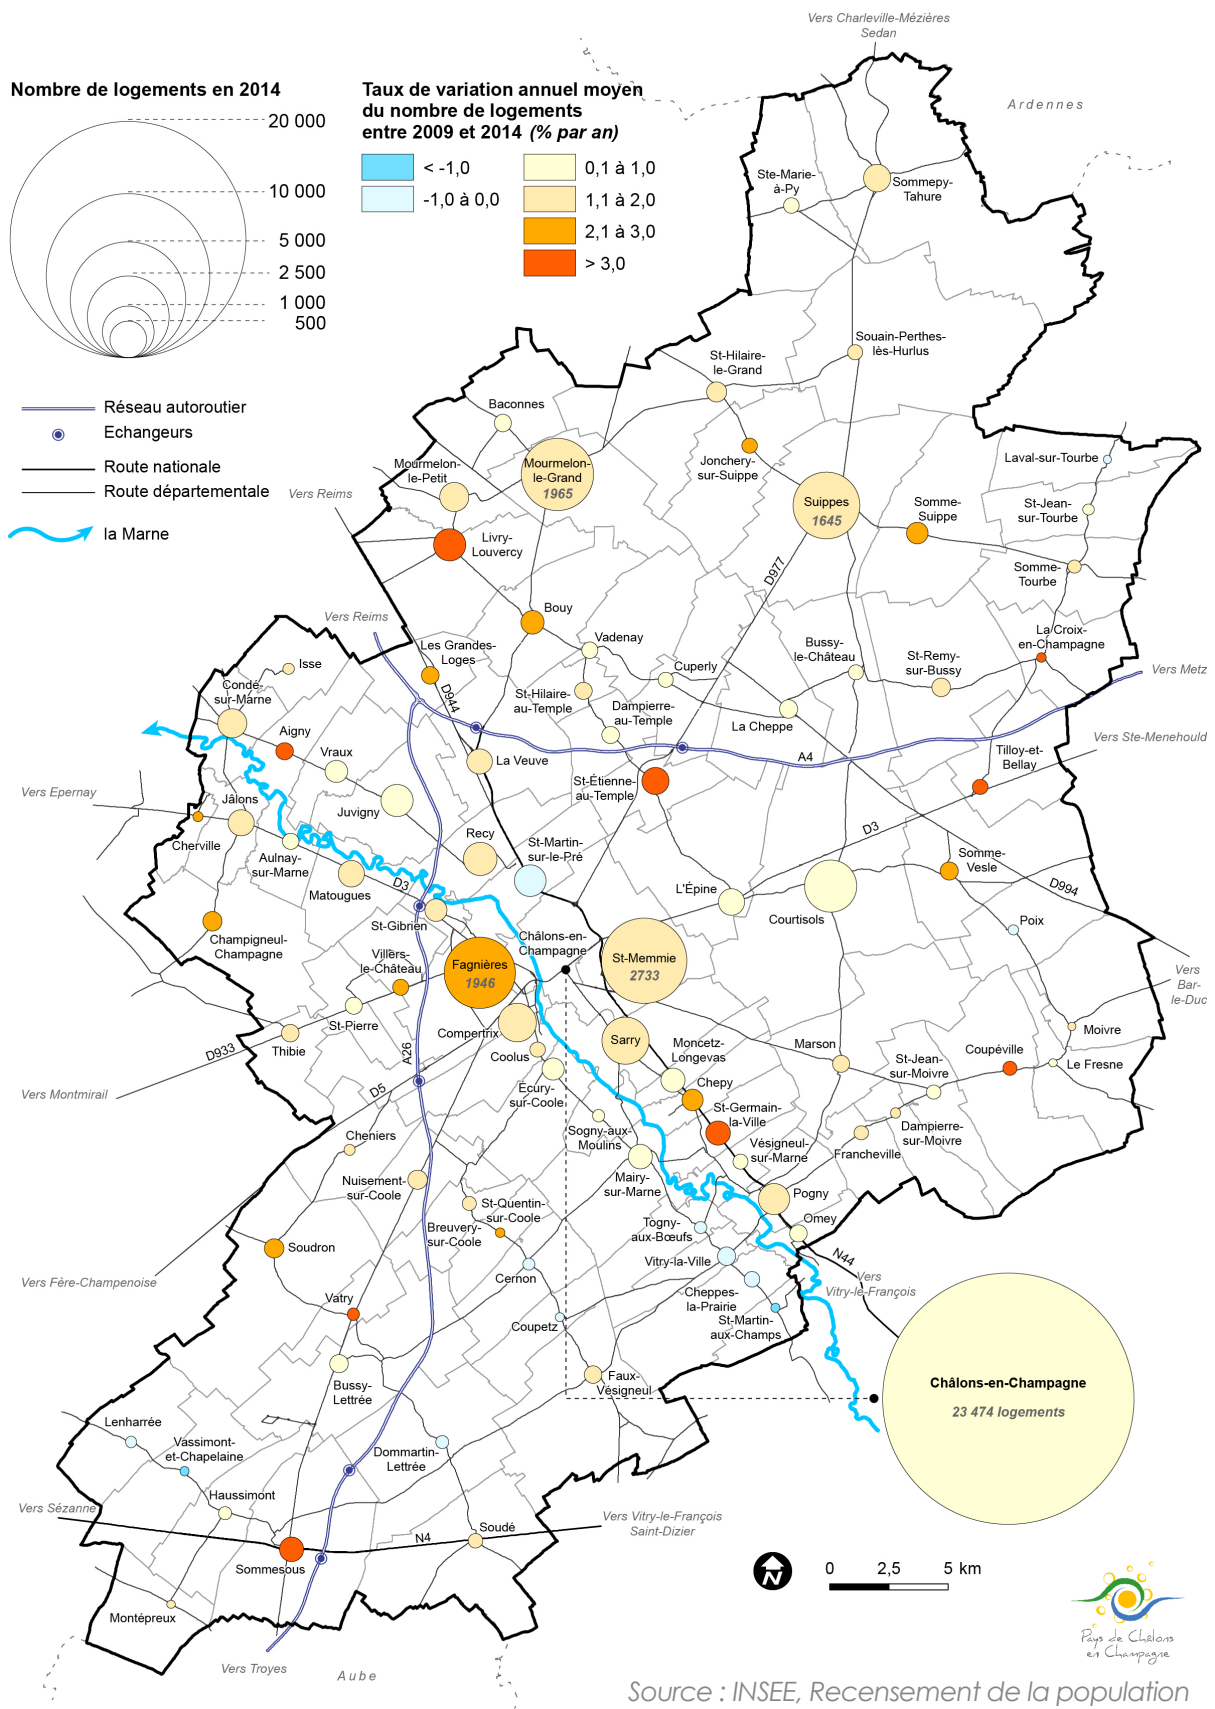 Vers Charleville-Mézières
Sedan
Ardennes
Nombre de logements en 2014
20 000
10 000
5 000
2 500
1 000
500
Taux de variation annuel moyen
du nombre de logements
entre 2009 et 2014 (% par an)
< -1,0
-1,0 à 0,0
0,1 à 1,0
1,1 à 2,0
2,1 à 3,0
> 3,0
Réseau autoroutier
Echangeurs
Route nationale
Route départementale
la Marne
Ste-Marie-
à-Py
Sommepy-
Tahure
Souain-Perthes-
lès-Hurlus
St-Hilaire-
le-Grand
Baconnes
Jonchery-
sur-Suippe
Mourmelon-
le-Petit
Mourmelon-
le-Grand
1965
Suippes
1645
Somme-
Suippe
Laval-sur-Tourbe
St-Jean-
sur-Tourbe
Somme-
Tourbe
Vers Reims
Livry-
Louvercy
D977
Bouy
Vadenay
Vers Reims
Les Grandes-
Loges
D944
Cuperly
Bussy-
le-Château
St-Remy-
sur-Bussy
La Croix-
en-Champagne
Vers Metz
Isse
Condé-
sur-Marne
St-Hilaire-
au-Temple
Dampierre-
au-Temple
La Cheppe
Aigny
Vraux
La Veuve
A4
Tilloy-et-
Bellay
Vers Ste-Menehould
St-Étienne-
au-Temple
Vers Epernay
Jâlons
Juvigny
Cherville
Aulnay-
sur-Marne
Recy
St-Martin-
sur-le-Pré
D3
Somme-
Vesle
D994
Matougues
D3
L'Épine
Courtisols
Poix
St-Gibrien
Champigneul-
Champagne
Châlons-en-
Champagne
Villers-
le-Château
Fagnières
1946
St-Memmie
2733
Vers
Bar-
le-Duc
St-Pierre
Compertrix
Thibie
D933
A26
Sarry
Moncetz-
Longevas
Marson
Moivre
St-Jean-
sur-Moivre
Coupéville
Le Fresne
Coolus
Écury-
sur-Coole
Chepy
Vers Montmirail
D5
St-Germain-
la-Ville
Sogny-aux-
Moulins
Dampierre-
sur-Moivre
Cheniers
Vésigneul-
sur-Marne
Francheville
Nuisement-
sur-Coole
Mairy-
sur-Marne
Pogny
St-Quentin-
sur-Coole
Breuvery-
sur-Coole
Togny-
aux-Bœufs
Omey
Soudron
N44
Vitry-la-Ville
Cernon
Vers
Vitry-le-François
Vers Fère-Champenoise
Vatry
Cheppes-
la-Prairie
Coupetz
St-Martin-
aux-Champs
Bussy-
Lettrée
Faux-
Vésigneul
Châlons-en-Champagne
23 474 logements
Lenharrée
Vassimont-
et-Chapelaine
Dommartin-
Lettrée
Haussimont
Vers Sézanne
Soudé
N4
Vers Vitry-le-François
Saint-Dizier
Sommesous
Montépreux
N
0
2,5
5 km
Vers Troyes
Aube
Pays de Châlons
en Champagne
Source : INSEE, Recensement de la population